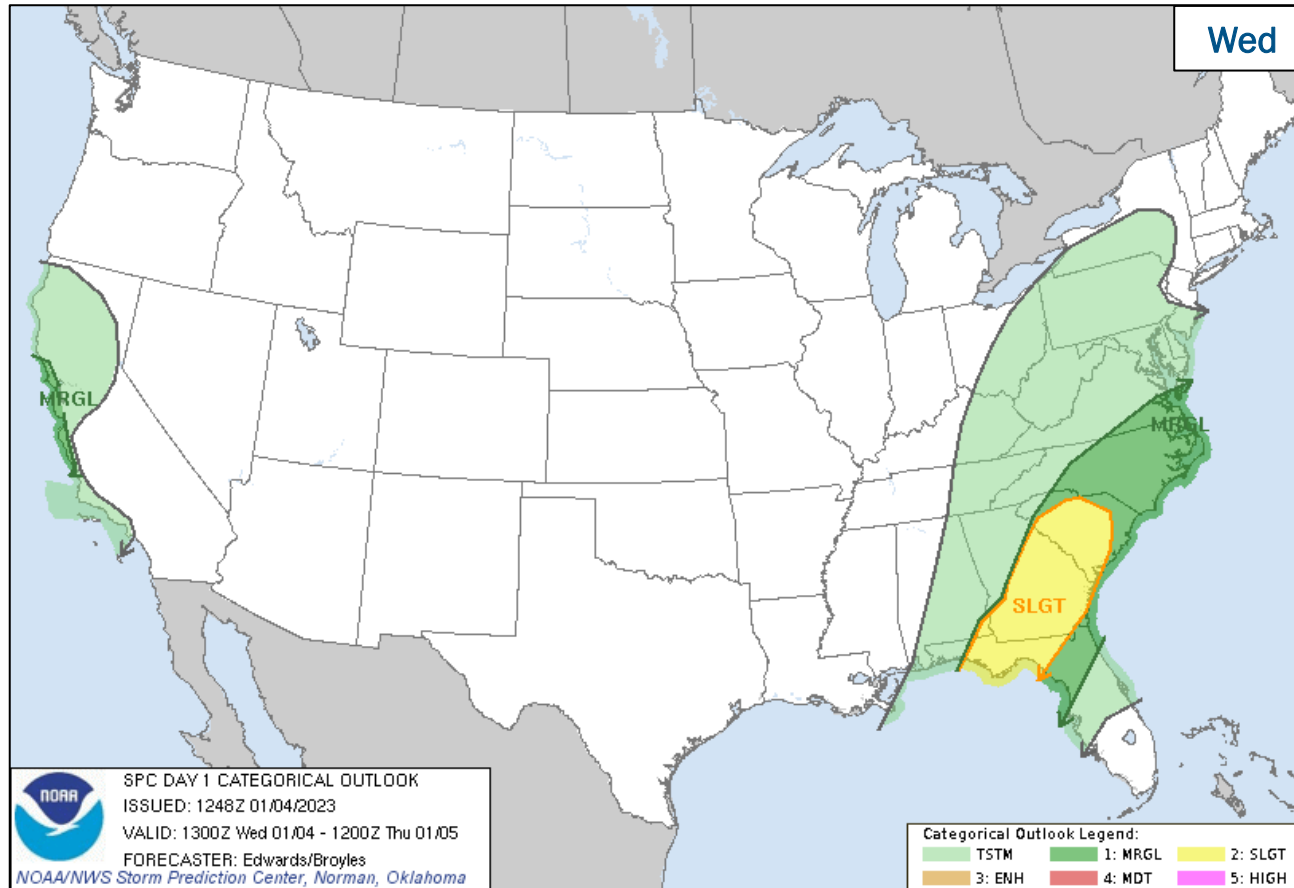 Wed
MRGL
MRGL
SLGT
SPC DAY 1 CATEGORICAL OUTLOOK
ISSUED: 1248Z 01/04/2023
VALID: 1300Z Wed 01/04 - 1200Z Thu 01/05
FORECASTER: Edwards/Broyles
NOAA/NWS Storm Prediction Center, Norman, Oklahoma
NOAA
Categorical Outlook Legend:
TSTM 1: MRGL 2: SLGT
3: ENH 4: MDT 5: HIGH